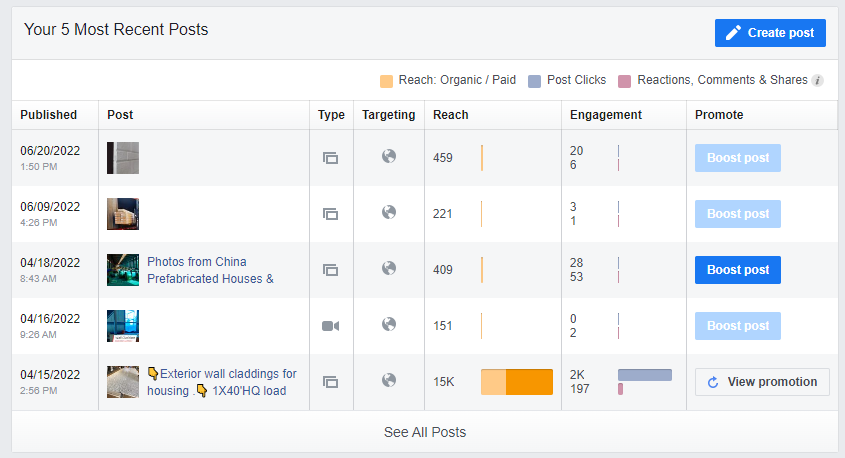 Your 5 Most Recent Posts
Create post
Reach: Organic / Paid Post Clicks Reactions, Comments & Shares i
Published Post Type Targeting Reach Engagement Promote
06/20/2022
1:50 PM
459
20
6
Boost post
06/09/2022
4:26 PM
221
3
1
Boost post
04/18/2022
8:43 AM
Photos from China
Prefabricated Houses &
409
28
53
Boost post
04/16/2022
9:26 AM
151
0
2
Boost post
04/15/2022
2:56 PM
👇Exterior wall claddings for
housing .👇 1X40'HQ load
15K
2K
197
View promotion
See All Posts